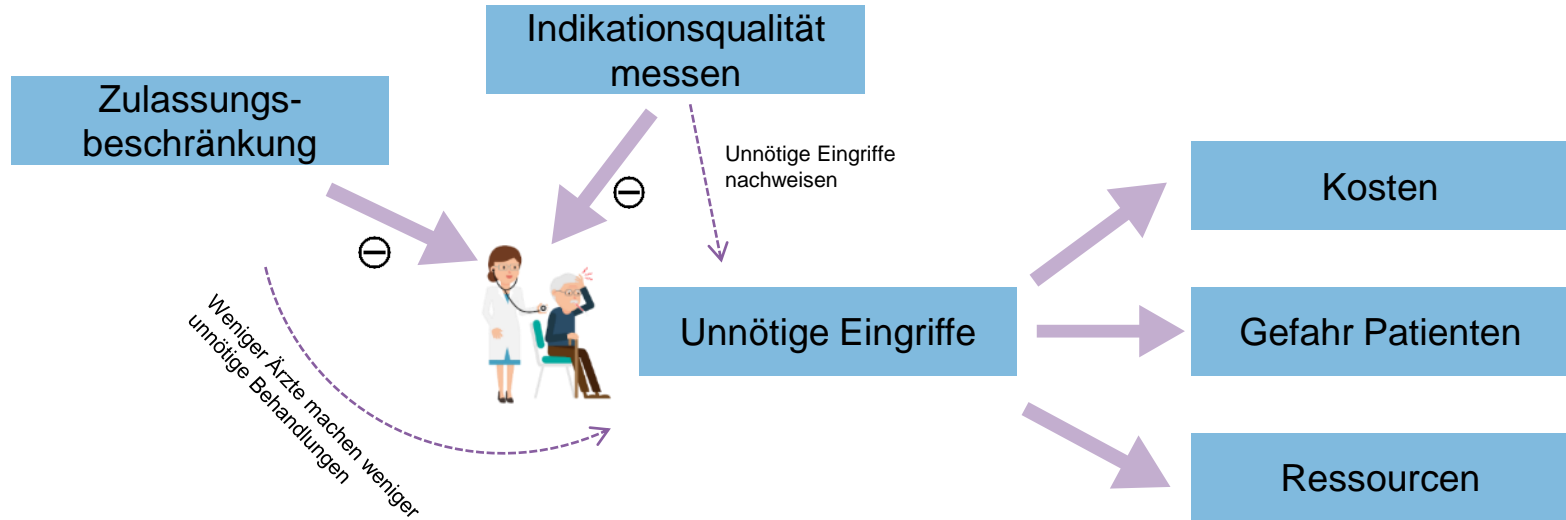 Indikationsqualität
messen
Zulassungs-
beschränkung
Unnötige Eingriffe
nachweisen
Kosten
Weniger Ärzte machen weniger
unnötige Behandlungen
Unnötige Eingriffe
Gefahr Patienten
Ressourcen